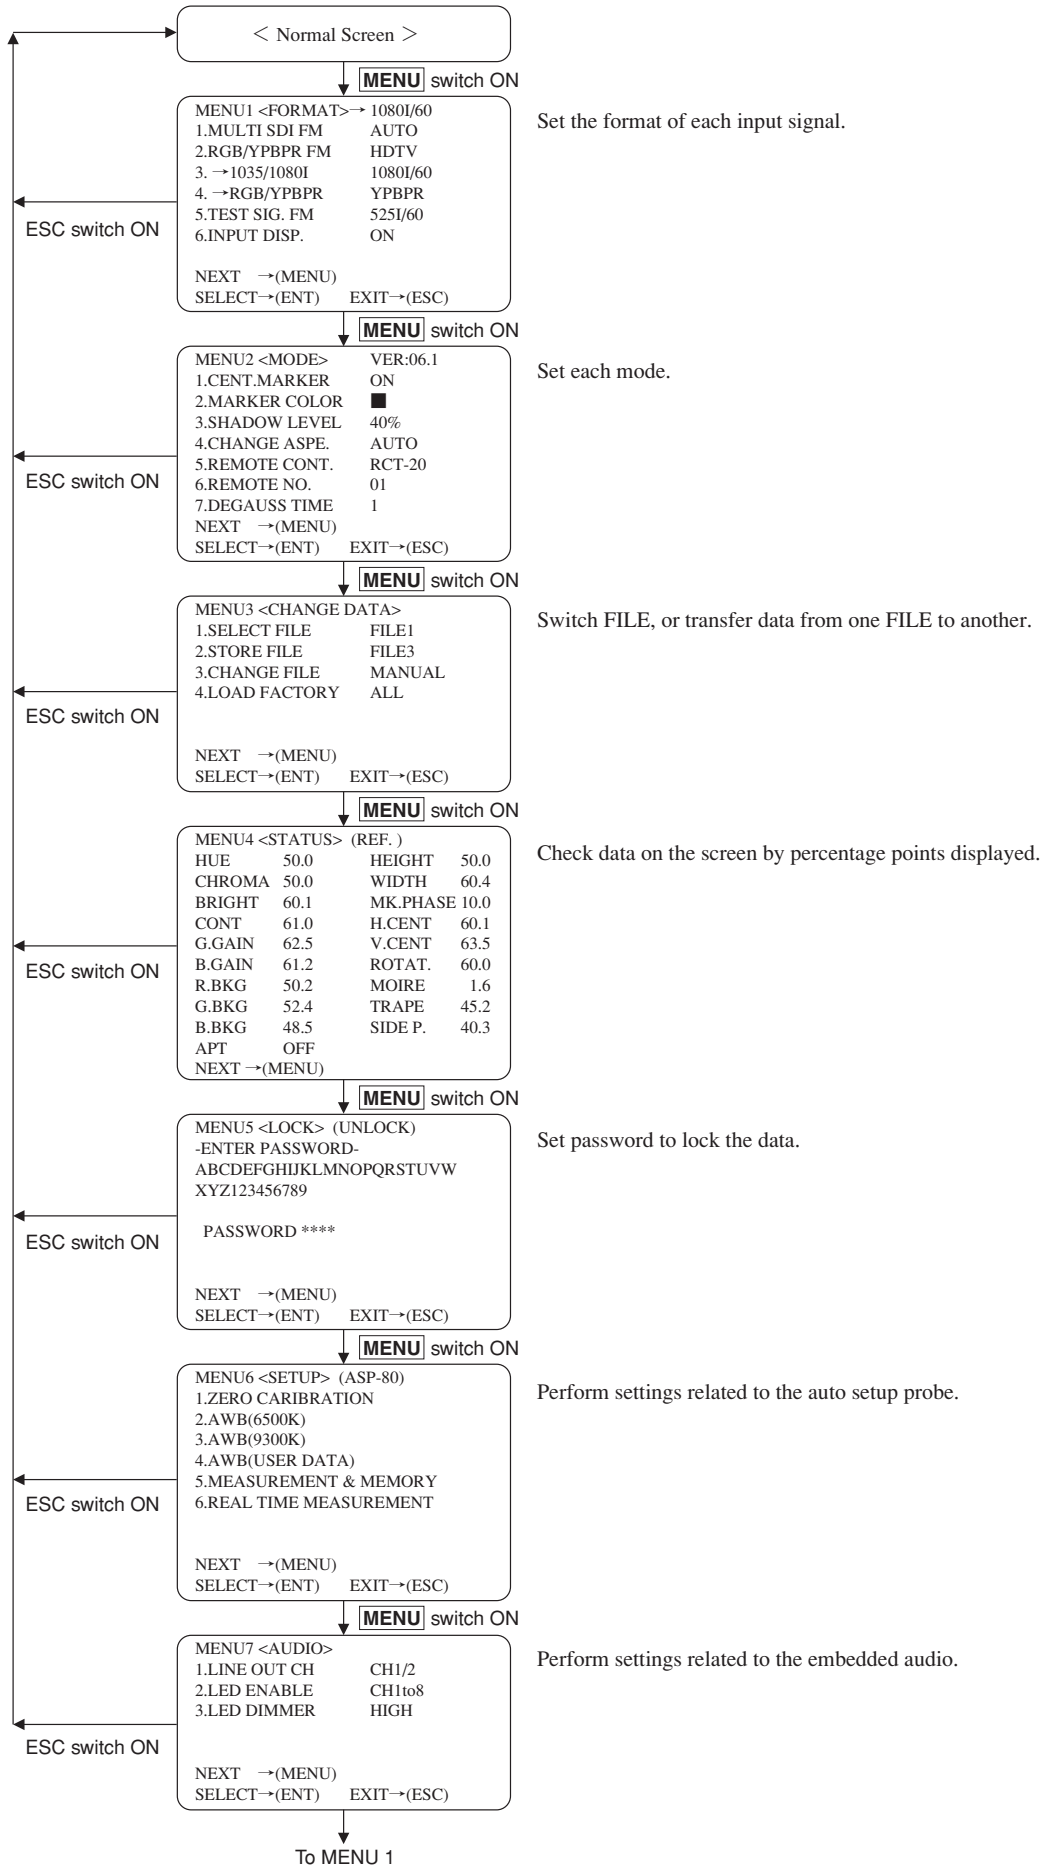 < Normal Screen >
MENU switch ON
MENU1 <FORMAT>→ 1080I/60
1.MULTI SDI FM AUTO
2.RGB/YPBPR FM HDTV
3. →1035/1080I 1080I/60
4. →RGB/YPBPR YPBPR
5.TEST SIG. FM 525I/60
6.INPUT DISP. ON
NEXT →(MENU)
SELECT→(ENT) EXIT→(ESC)
Set the format of each input signal.
ESC switch ON
MENU switch ON
MENU2 <MODE> VER:06.1
1.CENT.MARKER ON
2.MARKER COLOR ■
3.SHADOW LEVEL 40%
4.CHANGE ASPE. AUTO
5.REMOTE CONT. RCT-20
6.REMOTE NO. 01
7.DEGAUSS TIME 1
NEXT →(MENU)
SELECT→(ENT) EXIT→(ESC)
Set each mode.
ESC switch ON
MENU switch ON
MENU3 <CHANGE DATA>
1.SELECT FILE FILE1
2.STORE FILE FILE3
3.CHANGE FILE MANUAL
4.LOAD FACTORY ALL
NEXT →(MENU)
SELECT→(ENT) EXIT→(ESC)
Switch FILE, or transfer data from one FILE to another.
ESC switch ON
MENU switch ON
MENU4 <STATUS> (REF. )
HUE 50.0 HEIGHT 50.0
CHROMA 50.0 WIDTH 60.4
BRIGHT 60.1 MK.PHASE 10.0
CONT 61.0 H.CENT 60.1
G.GAIN 62.5 V.CENT 63.5
B.GAIN 61.2 ROTAT. 60.0
R.BKG 50.2 MOIRE 1.6
G.BKG 52.4 TRAPE 45.2
B.BKG 48.5 SIDE P. 40.3
APT OFF
NEXT →(MENU)
Check data on the screen by percentage points displayed.
ESC switch ON
MENU switch ON
MENU5 <LOCK> (UNLOCK)
-ENTER PASSWORD-
ABCDEFGHIJKLMNOPQRSTUVW
XYZ123456789
PASSWORD ****
NEXT →(MENU)
SELECT→(ENT) EXIT→(ESC)
Set password to lock the data.
ESC switch ON
MENU switch ON
MENU6 <SETUP> (ASP-80)
1.ZERO CARIBRATION
2.AWB(6500K)
3.AWB(9300K)
4.AWB(USER DATA)
5.MEASUREMENT & MEMORY
6.REAL TIME MEASUREMENT
NEXT →(MENU)
SELECT→(ENT) EXIT→(ESC)
Perform settings related to the auto setup probe.
ESC switch ON
MENU switch ON
MENU7 <AUDIO>
1.LINE OUT CH CH1/2
2.LED ENABLE CH1to8
3.LED DIMMER HIGH
NEXT →(MENU)
SELECT→(ENT) EXIT→(ESC)
Perform settings related to the embedded audio.
ESC switch ON
To MENU 1